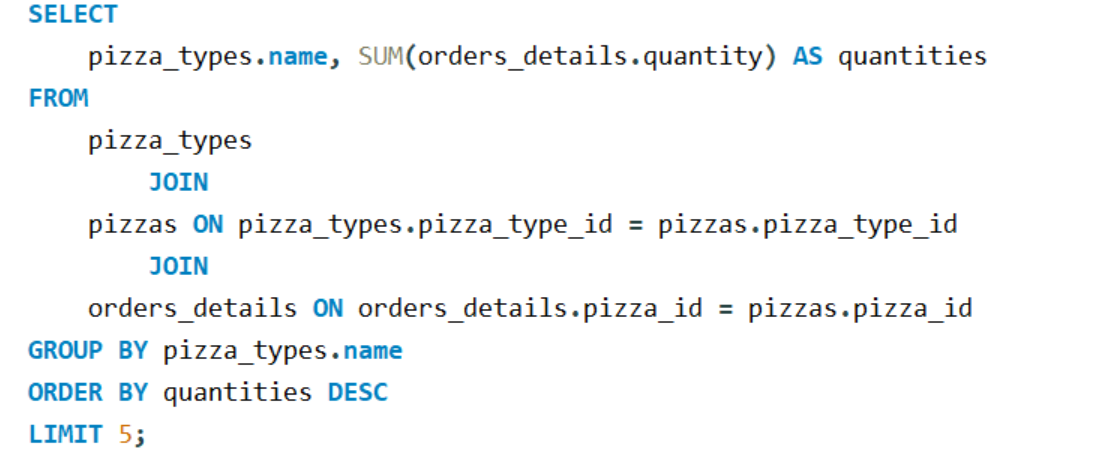 SELECT
pizza_types.name, SUM(orders_details.quantity) AS quantities
FROM
pizza_types
JOIN
pizzas ON pizza_types.pizza_type_id = pizzas.pizza_type_id
JOIN
orders_details ON orders_details.pizza_id = pizzas.pizza_id
GROUP BY pizza_types.name
ORDER BY quantities DESC
LIMIT 5;